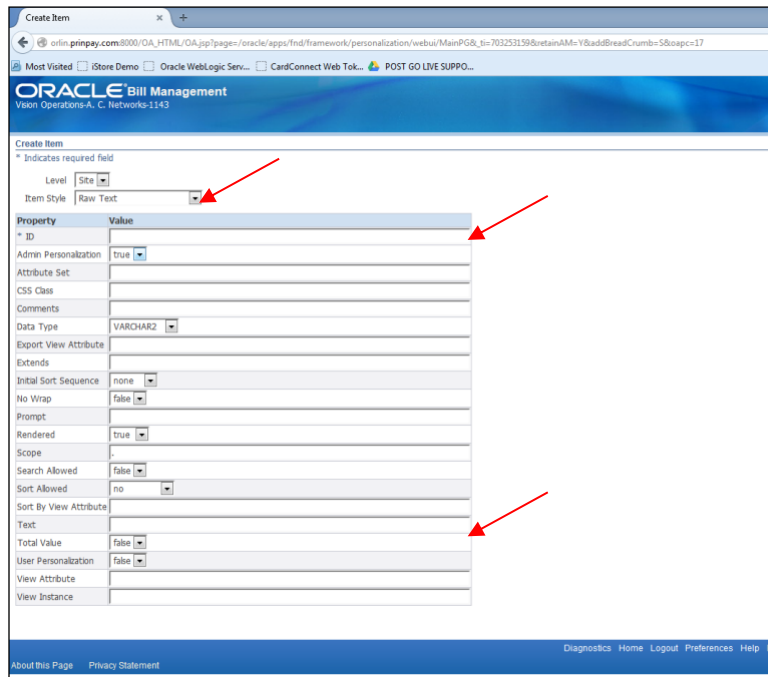 Create Item
orlin.prinpay.com:8000/OA_HTML/OA.jsp?page=/oracle/apps/fnd/framework/personalization/webui/MainPG&_ti=703253159&retainAM=Y&addBreadCrumb=S&oapc=17
Most Visited iStore Demo Oracle WebLogic Serv... CardConnect Web Tok... POST GO LIVE SUPPO...
ORACLE Bill Management
Vision Operations-A. C. Networks-1143
Create Item
* Indicates required field
Level Site
Item Style Raw Text
Property Value
* ID
Admin Personalization true
Attribute Set
CSS Class
Comments
Data Type VARCHAR2
Export View Attribute
Extends
Initial Sort Sequence none
No Wrap false
Prompt
Rendered true
Scope .
Search Allowed false
Sort Allowed no
Sort By View Attribute
Text
Total Value false
User Personalization false
View Attribute
View Instance
Diagnostics Home Logout Preferences Help
About this Page Privacy Statement